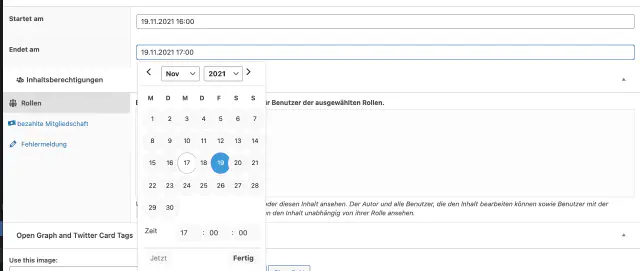 Startet am
19.11.2021 16:00
Endet am
19.11.2021 17:00
Nov 2021
Inhaltsberechtigungen
M D M D F S S
Rollen
er Benutzer der ausgewählten Rollen.
1 2 3 4 5 6 7
bezahlte Mitgliedschaft
8 9 10 11 12 13 14
Fehlermeldung
15 16 17 18 19 20 21
22 23 24 25 26 27 28
29 30
oder diesen Inhalt ansehen. Der Autor und alle Benutzer, die den Inhalt bearbeiten können sowie Benutzer mit der
en den Inhalt unabhängig von ihrer Rolle ansehen.
Zeit 17 : 00 : 00
Open Graph and Twitter Card Tags
Jetzt Fertig
Use this image: